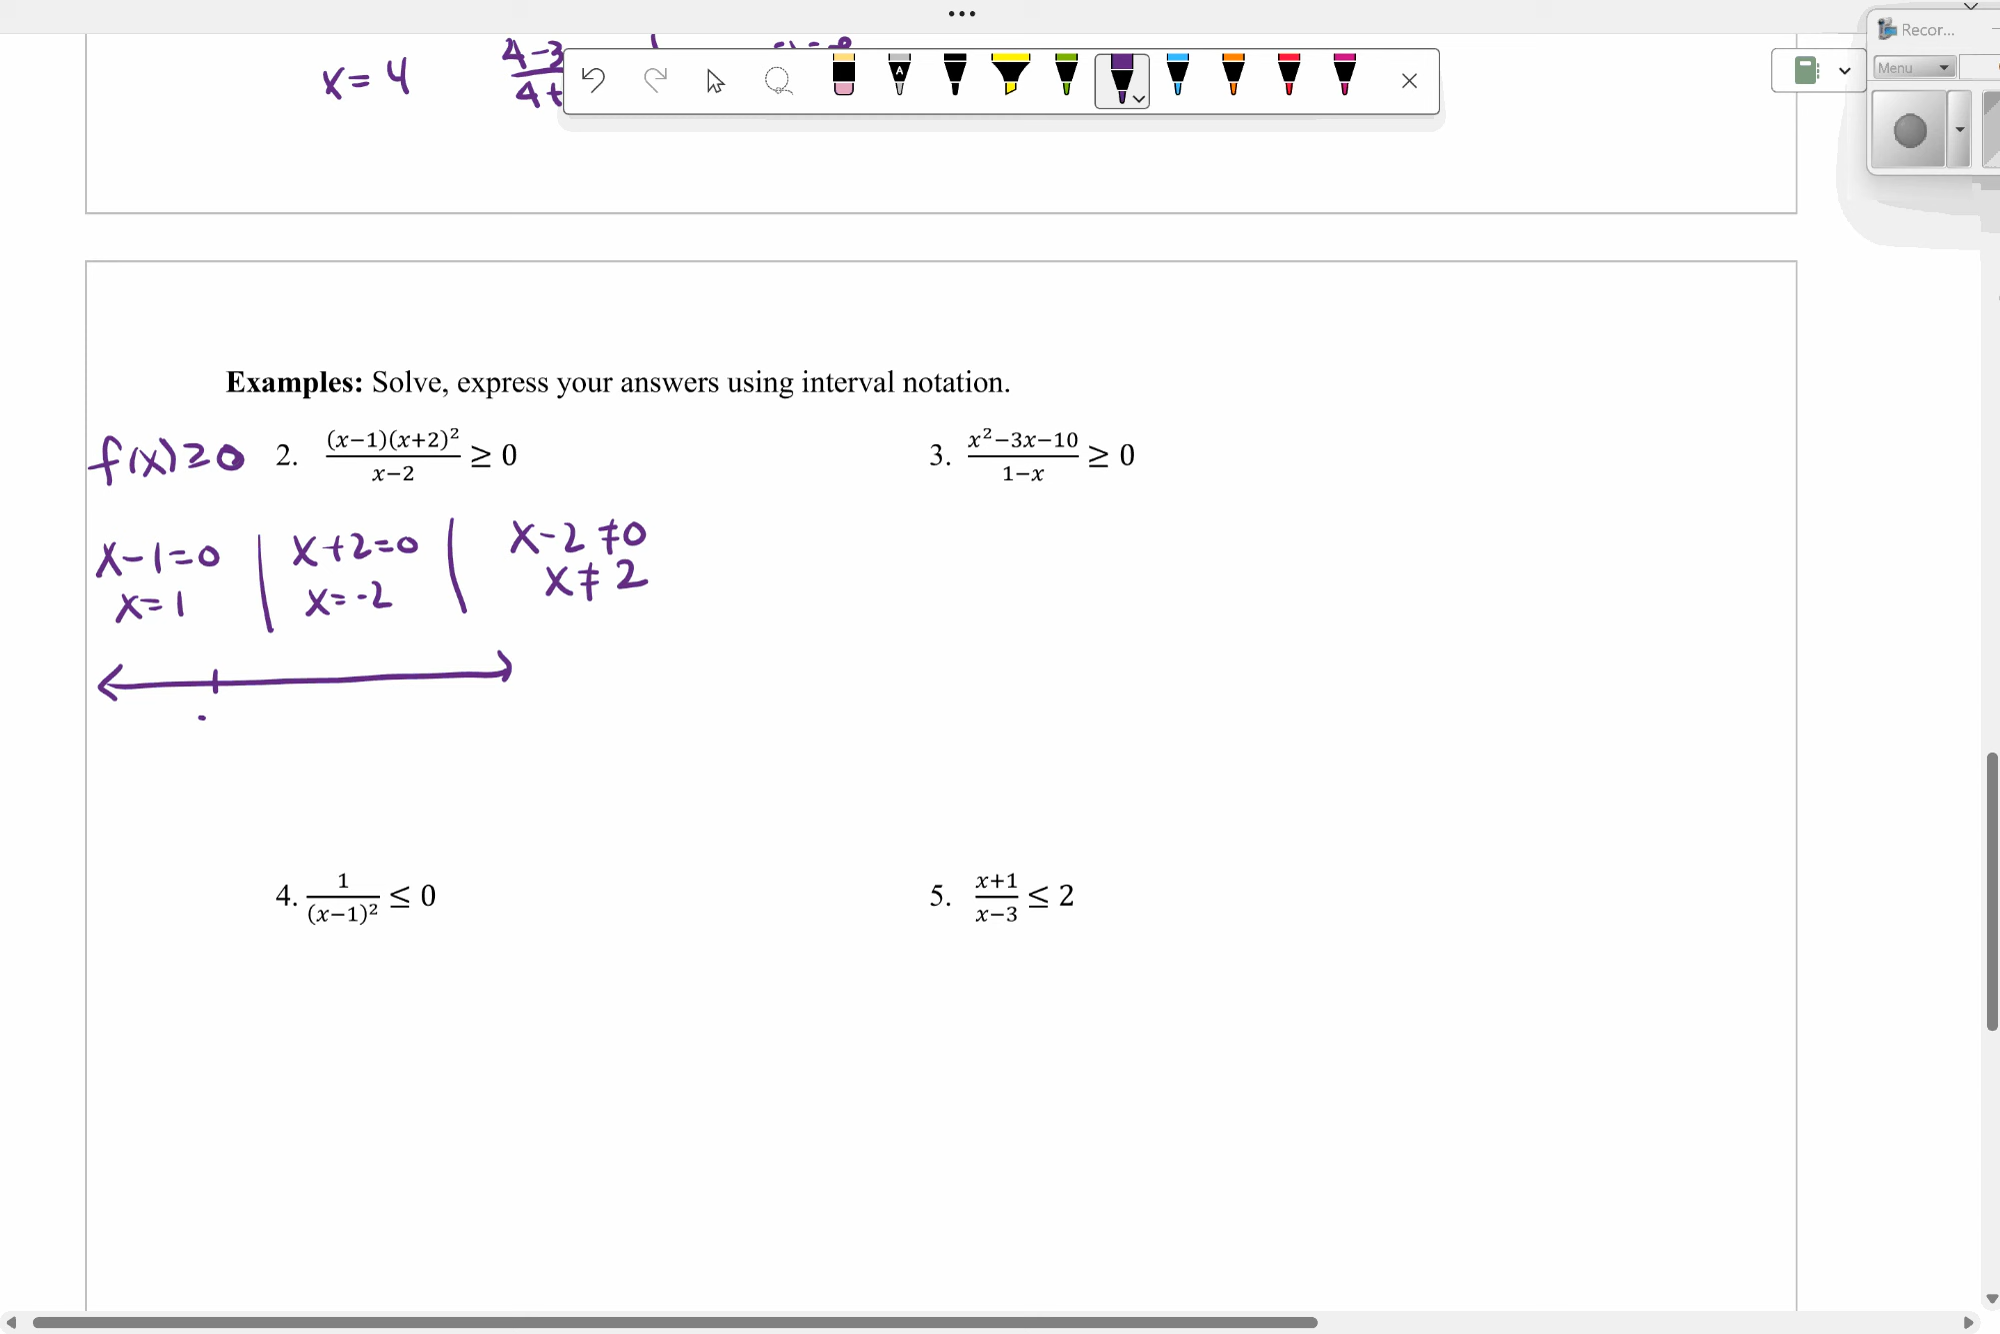 Recor...
Menu
x = 4
4-3
4+
A
Examples: Solve, express your answers using interval notation.
f(x) ≥ 0
2. (x−1)(x+2)²/(x−2) ≥ 0
3. (x²−3x−10)/(1−x) ≥ 0
x-1=0 | x+2=0 | x-2 ≠0
x=1 x=-2 x≠2
4. 1/(x−1)² ≤ 0
5. (x+1)/(x−3) ≤ 2